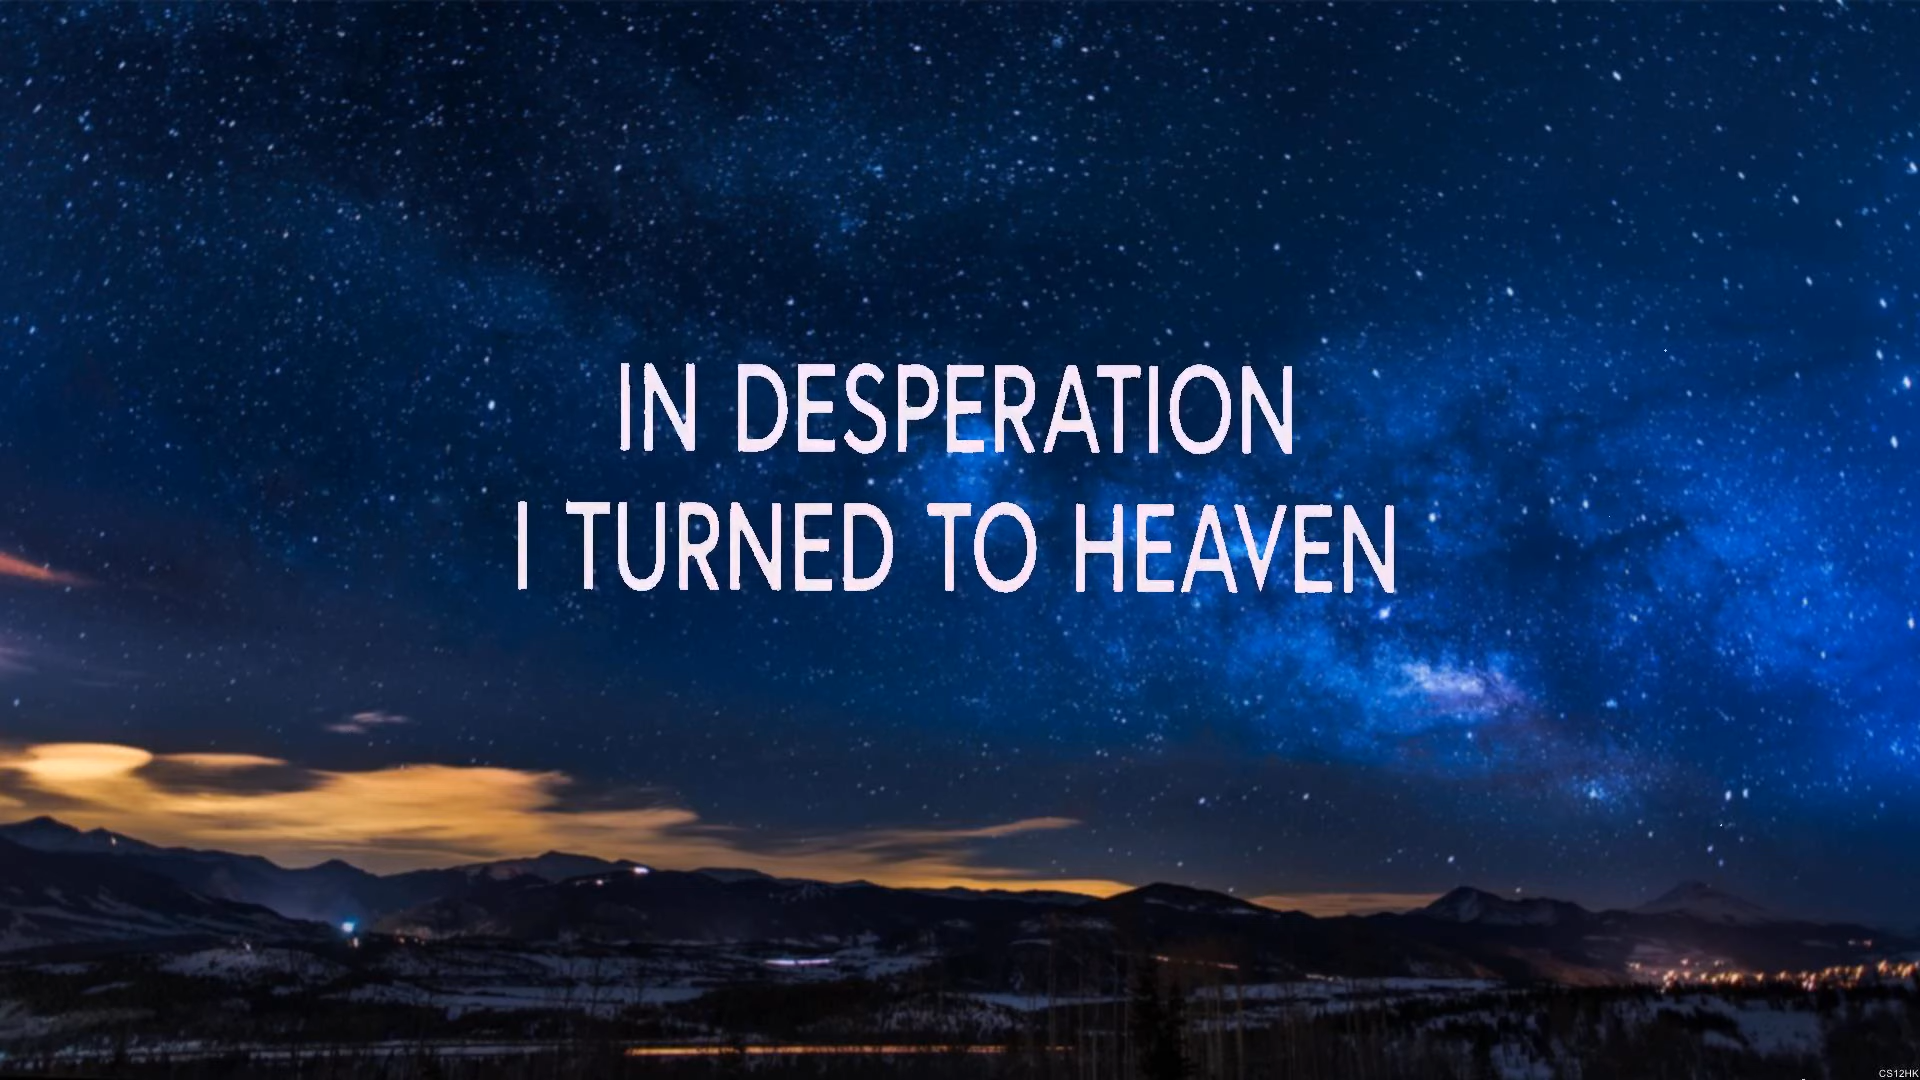 IN DESPERATION
I TURNED TO HEAVEN
CS12HK